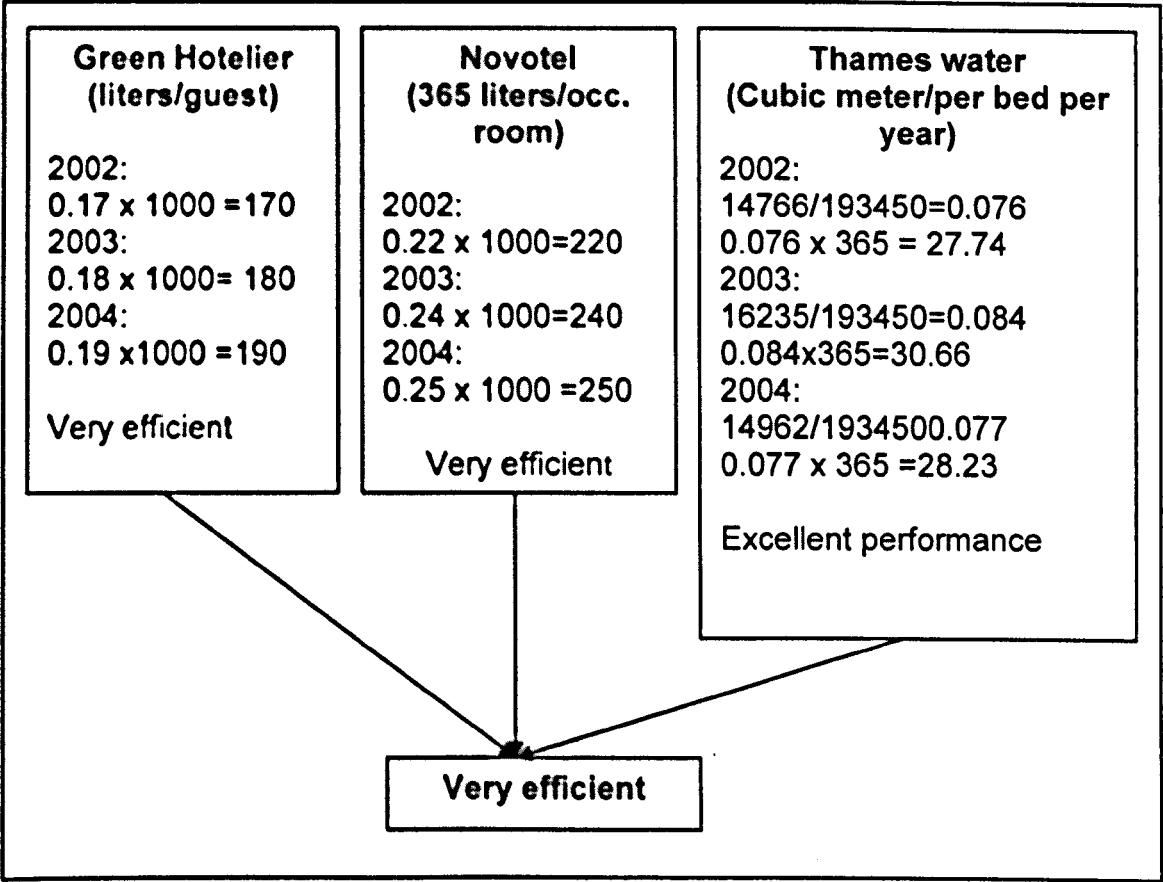 Green Hotelier
(liters/guest)
2002:
0.17 x 1000 =170
2003:
0.18 x 1000= 180
2004:
0.19 x1000 =190
Very efficient
Novotel
(365 liters/occ.
room)
2002:
0.22 x 1000=220
2003:
0.24 x 1000=240
2004:
0.25 x 1000 =250
Very efficient
Thames water
(Cubic meter/per bed per
year)
2002:
14766/193450=0.076
0.076 x 365 = 27.74
2003:
16235/193450=0.084
0.084x365=30.66
2004:
14962/1934500.077
0.077 x 365 =28.23
Excellent performance
Very efficient